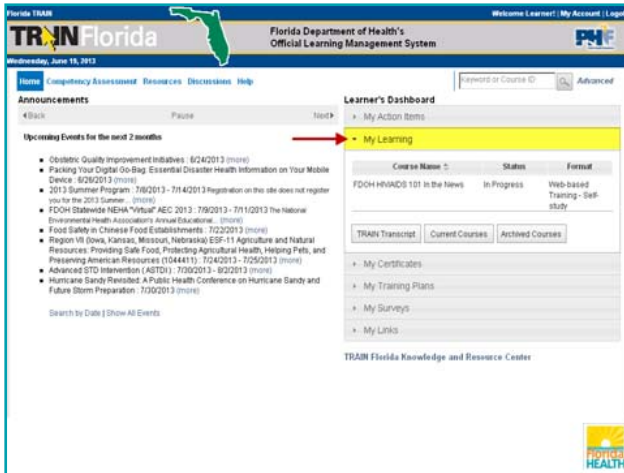 Florida TRAIN
Welcome Learner! | My Account | Logout
TRAIN Florida
Florida Department of Health's
Official Learning Management System
PHF
Wednesday, June 19, 2013
Home Competency Assessment Resources Discussions Help
Keyword or Course ID
Advanced
Announcements
Back Pause Next
Upcoming Events for the next 2 months
Obstetric Quality Improvement Initiatives : 6/24/2013 (more)
Packing Your Digital Go-Bag: Essential Disaster Health Information on Your Mobile
Device : 6/26/2013 (more)
2013 Summer Program : 7/8/2013 - 7/14/2013 Registration on this site does not register
you for the 2013 Summer... (more)
FDOH Statewide NEHA "Virtual" AEC 2013 : 7/9/2013 - 7/11/2013 The National
Environmental Health Association's Annual Educational... (more)
Food Safety in Chinese Food Establishments : 7/22/2013 (more)
Region VII (Iowa, Kansas, Missouri, Nebraska) ESF-11 Agriculture and Natural
Resources: Providing Safe Food, Protecting Agricultural Health, Helping Pets, and
Preserving American Resources (1044411) : 7/24/2013 - 7/25/2013 (more)
Advanced STD Intervention (ASTDI) : 7/30/2013 - 8/2/2013 (more)
Hurricane Sandy Revisited: A Public Health Conference on Hurricane Sandy and
Future Storm Preparation : 7/30/2013 (more)
Search by Date | Show All Events
Learner's Dashboard
My Action Items
My Learning
Course Name Status Format
FDOH HIV/AIDS 101 In the News In Progress Web-based
Training - Self-
study
TRAIN Transcript Current Courses Archived Courses
My Certificates
My Training Plans
My Surveys
My Links
TRAIN Florida Knowledge and Resource Center
Florida
HEALTH